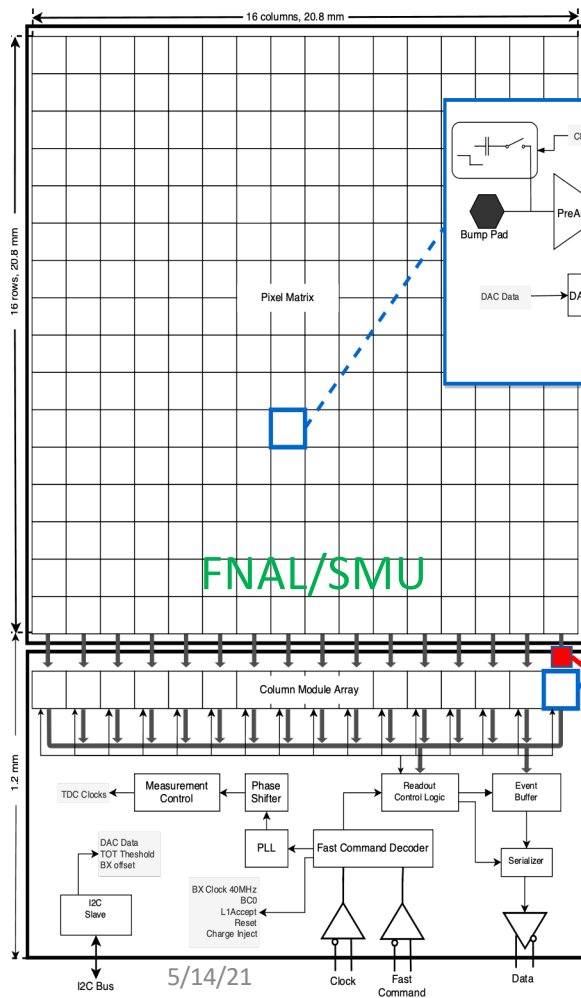 16 columns, 20.8 mm
16 rows, 20.8 mm
Bump Pad
PreA
DAC Data
DA
Pixel Matrix
FNAL/SMU
Column Module Array
1.2 mm
TDC Clocks
Measurement
Control
Phase
Shifter
Readout
Control Logic
Event
Buffer
DAC Data
TOT Threshold
BX offset
PLL
Fast Command Decoder
Serializer
I2C
Slave
BX Clock 40MHz
BC0
L1Accept
Reset
Charge Inject
I2C Bus
5/14/21
Clock
Fast
Command
Data